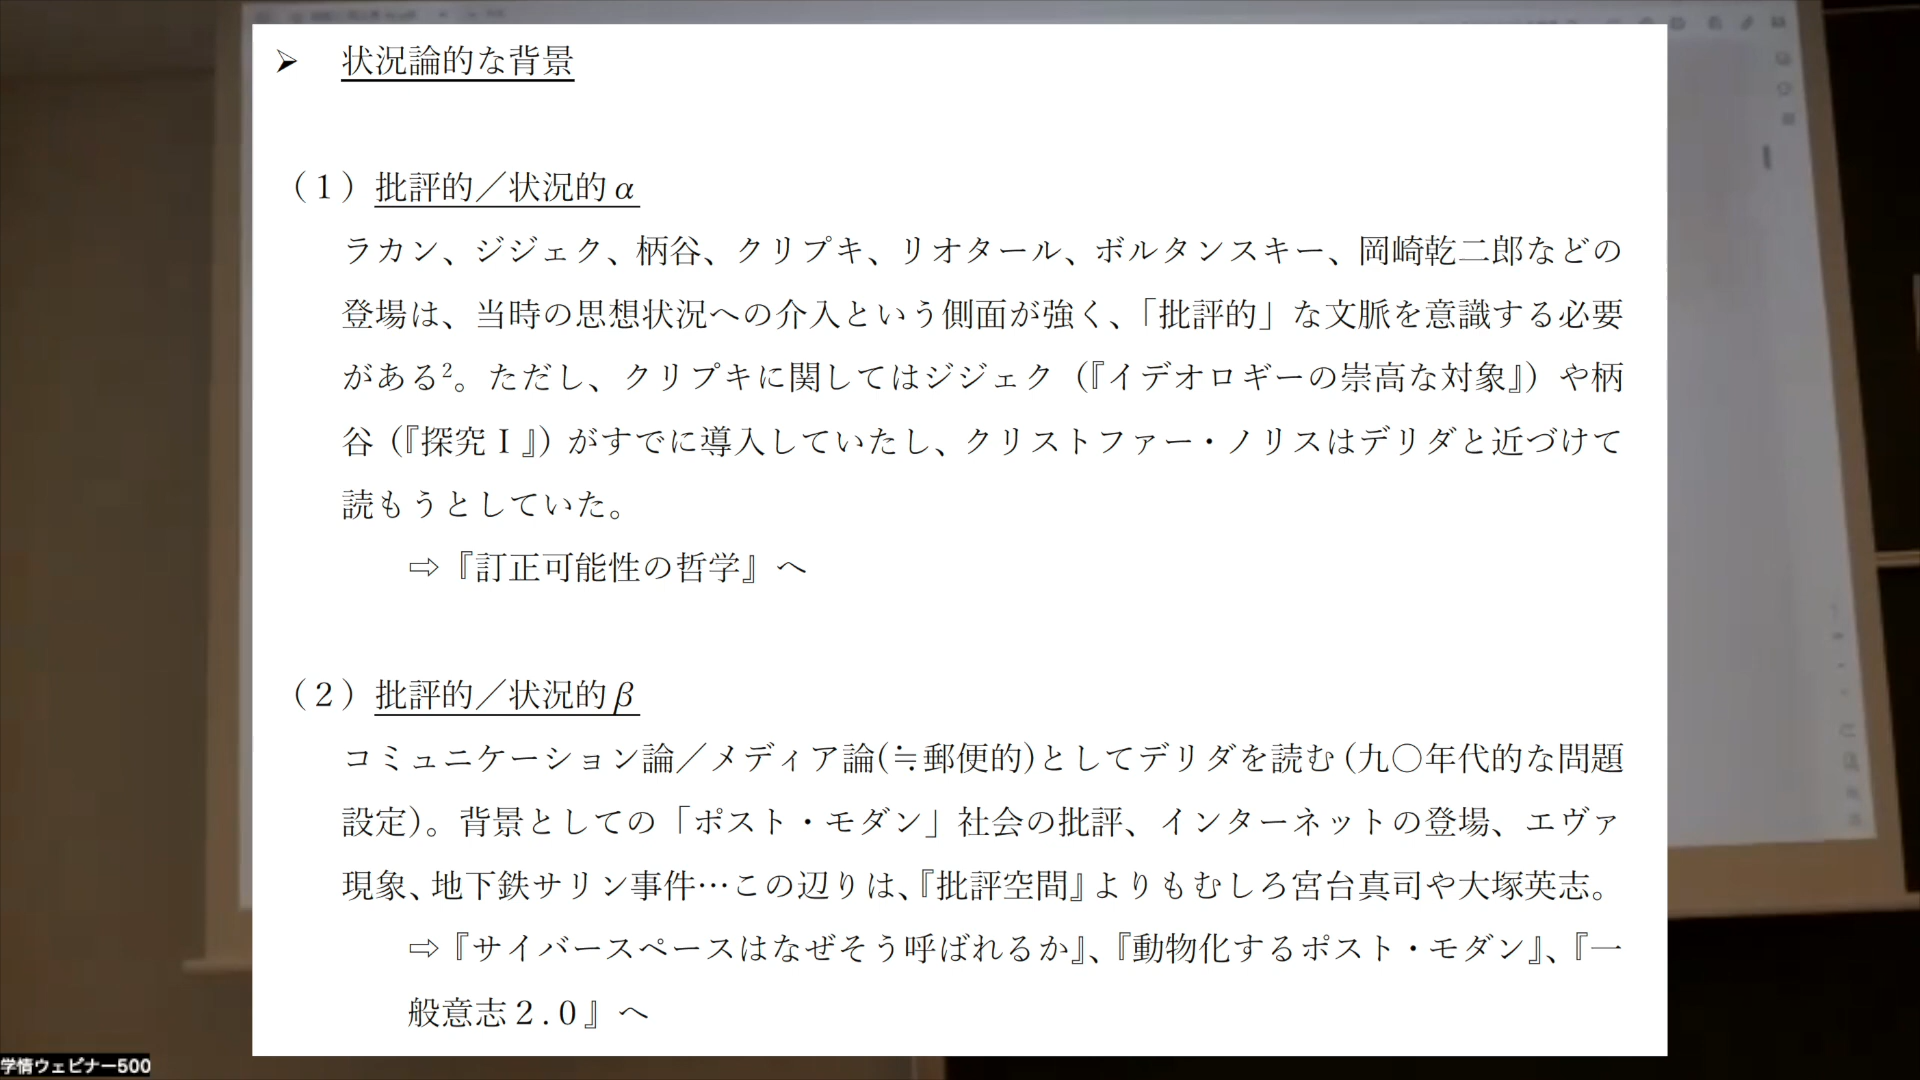 ➢ 状況論的な背景
（１）批評的／状況的α
ラカン、ジジェク、柄谷、クリプキ、リオタール、ボルタンスキー、岡崎乾二郎などの
登場は、当時の思想状況への介入という側面が強く、「批評的」な文脈を意識する必要
がある²。ただし、クリプキに関してはジジェク（『イデオロギーの崇高な対象』）や柄
谷（『探究Ⅰ』）がすでに導入していたし、クリストファー・ノリスはデリダと近づけて
読もうとしていた。
⇨『訂正可能性の哲学』へ
（２）批評的／状況的β
コミュニケーション論／メディア論(≒郵便的)としてデリダを読む(九〇年代的な問題
設定)。背景としての「ポスト・モダン」社会の批評、インターネットの登場、エヴァ
現象、地下鉄サリン事件…この辺りは、『批評空間』よりもむしろ宮台真司や大塚英志。
⇨『サイバースペースはなぜそう呼ばれるか』、『動物化するポスト・モダン』、『一
般意志２.０』へ
学情ウェビナー500